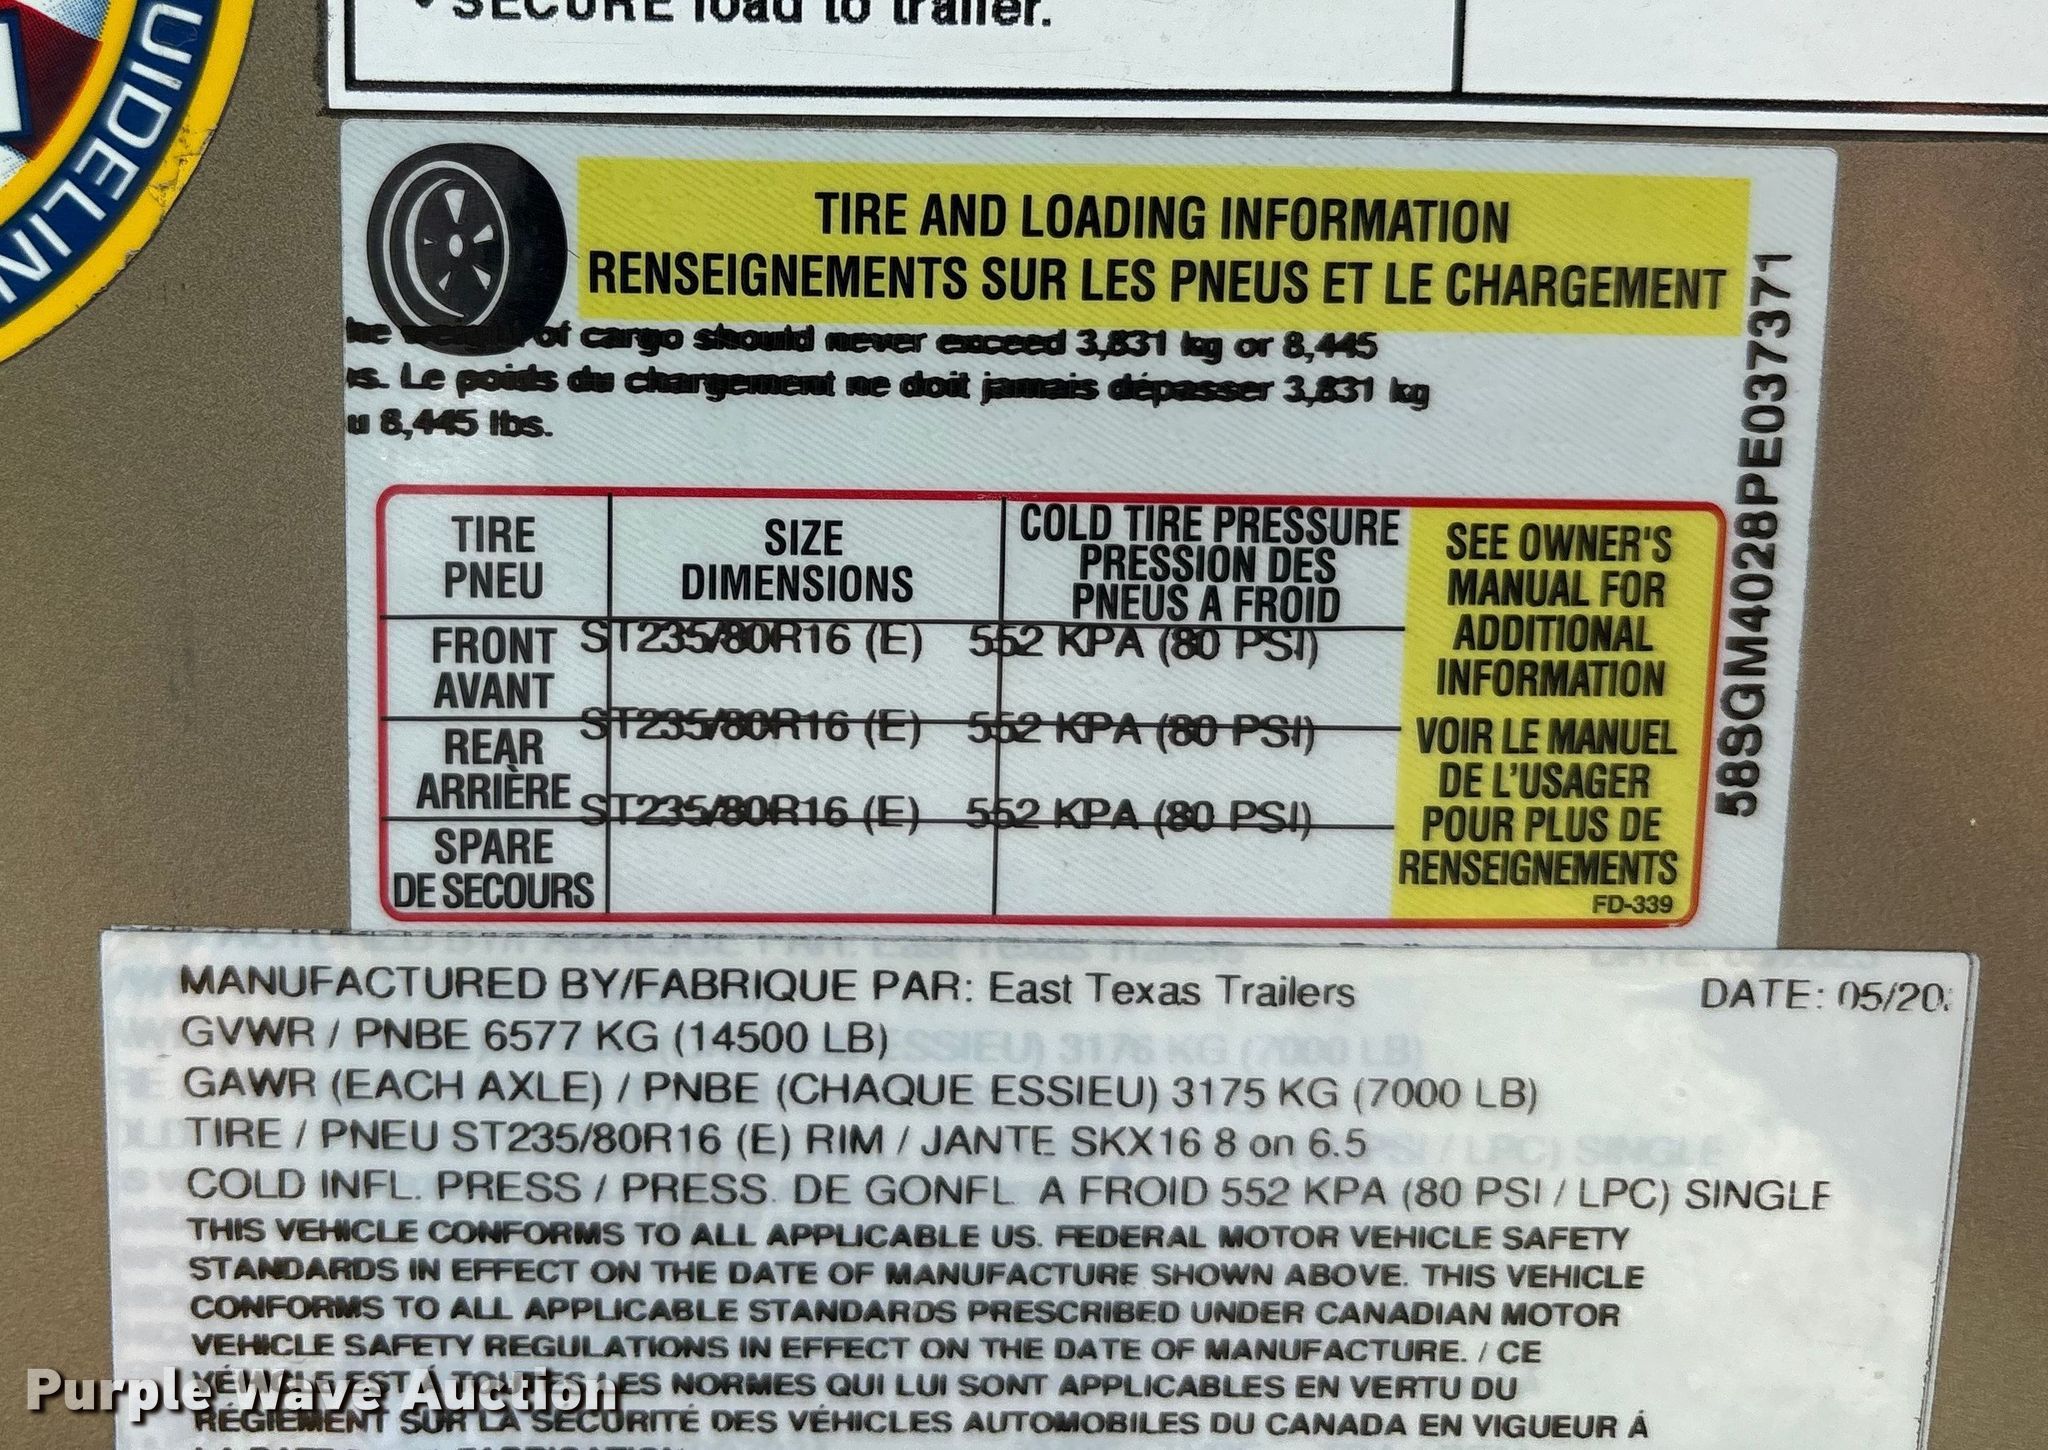 • SECURE load to trailer.
UIDELIN
TIRE AND LOADING INFORMATION
RENSEIGNEMENTS SUR LES PNEUS ET LE CHARGEMENT
he weight of cargo should never exceed 3,831 kg or 8,445
s. Le poids du chargement ne doit jamais dépasser 3,831 kg
u 8,445 lbs.
58SGM4028PE037371
TIRE
PNEU
SIZE
DIMENSIONS
COLD TIRE PRESSURE
PRESSION DES
PNEUS A FROID
FRONT
AVANT
ST235/80R16 (E) 552 KPA (80 PSI)
REAR
ARRIÈRE
ST235/80R16 (E) 552 KPA (80 PSI)
SPARE
DE SECOURS
ST235/80R16 (E) 552 KPA (80 PSI)
SEE OWNER'S
MANUAL FOR
ADDITIONAL
INFORMATION
VOIR LE MANUEL
DE L'USAGER
POUR PLUS DE
RENSEIGNEMENTS
FD-339
MANUFACTURED BY/FABRIQUE PAR: East Texas Trailers DATE: 05/20
GVWR / PNBE 6577 KG (14500 LB)
GAWR (EACH AXLE) / PNBE (CHAQUE ESSIEU) 3175 KG (7000 LB)
TIRE / PNEU ST235/80R16 (E) RIM / JANTE SKX16 8 on 6.5
COLD INFL. PRESS / PRESS. DE GONFL. A FROID 552 KPA (80 PSI / LPC) SINGLE
THIS VEHICLE CONFORMS TO ALL APPLICABLE US. FEDERAL MOTOR VEHICLE SAFETY
STANDARDS IN EFFECT ON THE DATE OF MANUFACTURE SHOWN ABOVE. THIS VEHICLE
CONFORMS TO ALL APPLICABLE STANDARDS PRESCRIBED UNDER CANADIAN MOTOR
VEHICLE SAFETY REGULATIONS IN EFFECT ON THE DATE OF MANUFACTURE. / CE
VÉHICLE EST Á TOUTES LES NORMES QUI LUI SONT APPLICABLES EN VERTU DU
RÉGIEMENT SUR LA SÉCURITÉ DES VÉHICLES AUTOMOBILES DU CANADA EN VIGUEUR Á
Purple Wave Auction